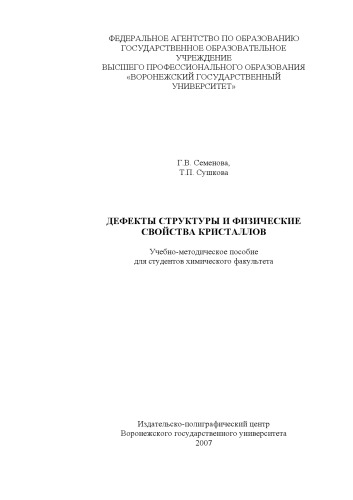 ФЕДЕРАЛЬНОЕ АГЕНТСТВО ПО ОБРАЗОВАНИЮ
ГОСУДАРСТВЕННОЕ ОБРАЗОВАТЕЛЬНОЕ
УЧРЕЖДЕНИЕ
ВЫСШЕГО ПРОФЕССИОНАЛЬНОГО ОБРАЗОВАНИЯ
«ВОРОНЕЖСКИЙ ГОСУДАРСТВЕННЫЙ
УНИВЕРСИТЕТ»
Г.В. Семенова,
Т.П. Сушкова
ДЕФЕКТЫ СТРУКТУРЫ И ФИЗИЧЕСКИЕ
СВОЙСТВА КРИСТАЛЛОВ
Учебно-методическое пособие
для студентов химического факультета
Издательско-полиграфический центр
Воронежского государственного университета
2007